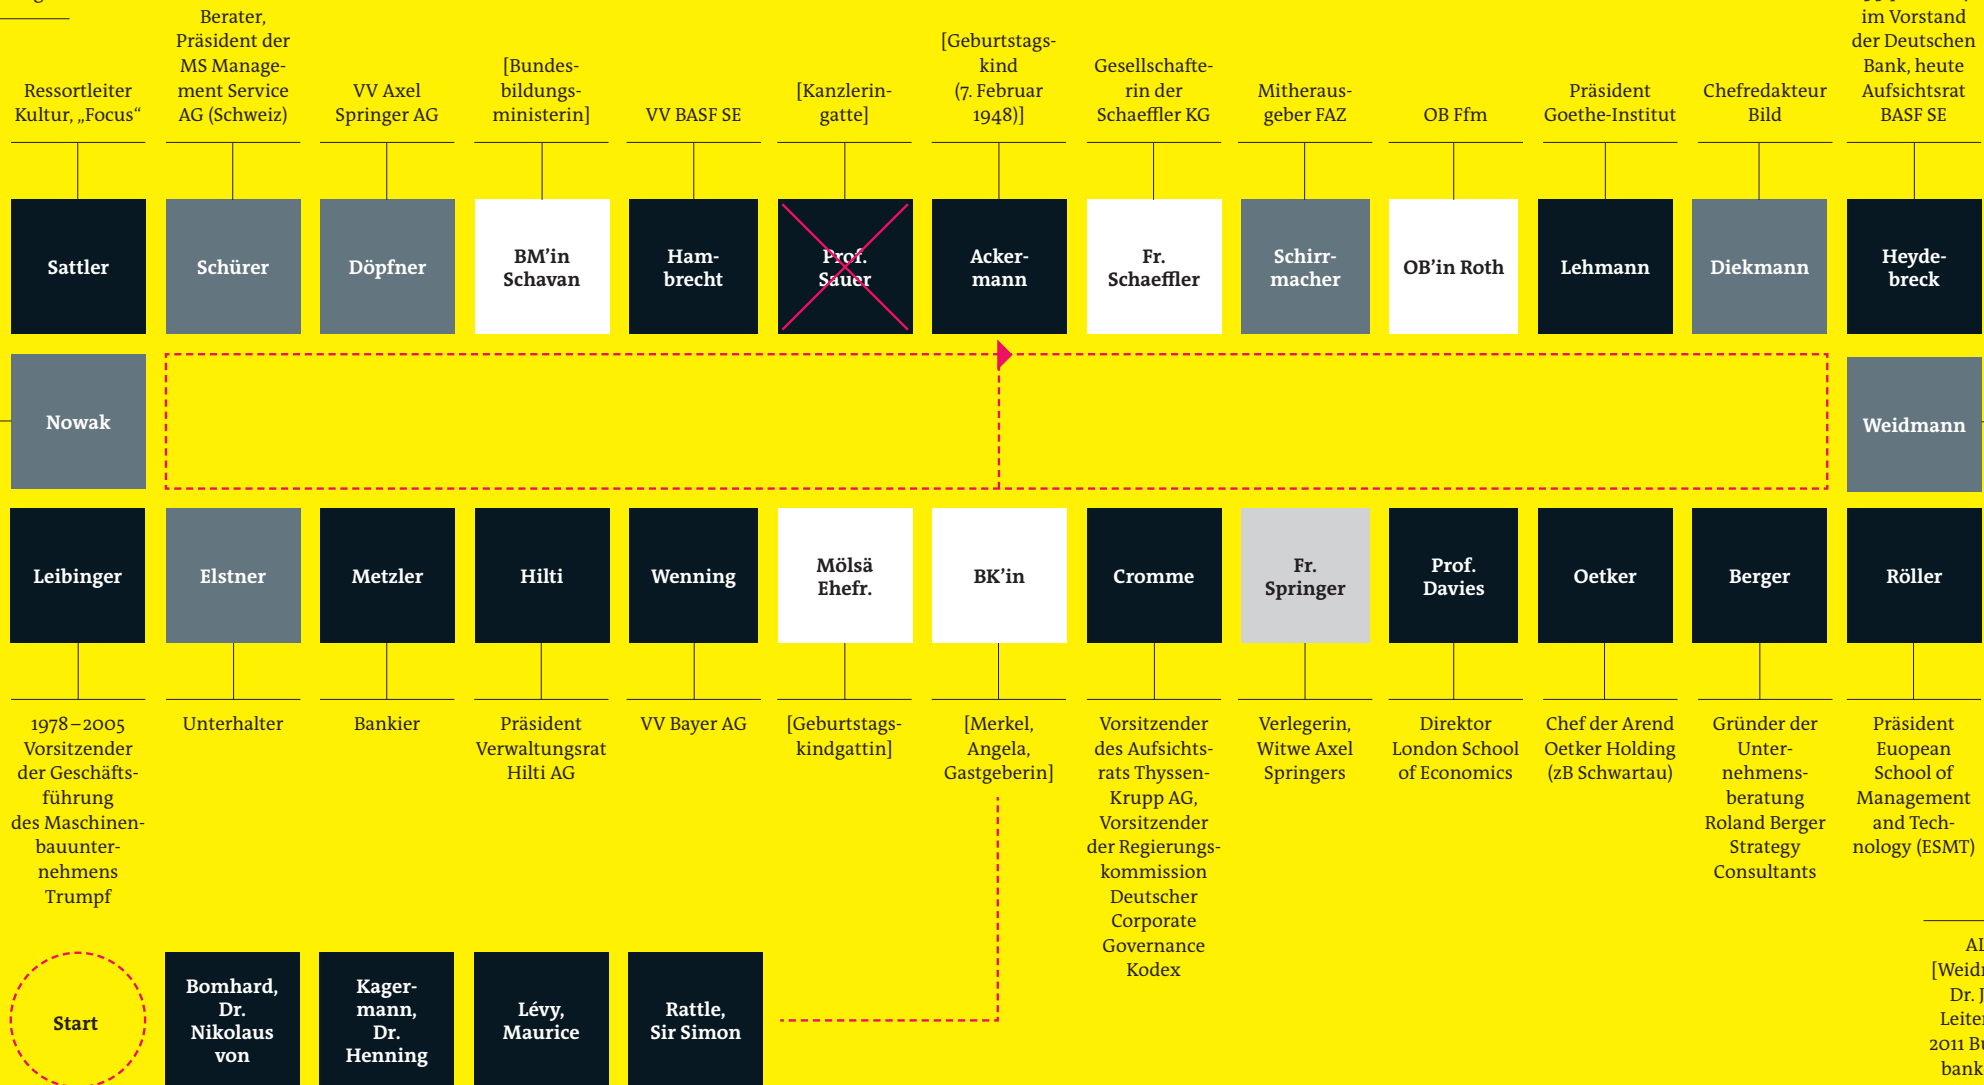 Berater,
Präsident der
MS Manage-
ment Service
AG (Schweiz)
im Vorstand
der Deutschen
Bank, heute
Aufsichtsrat
BASF SE
Ressortleiter
Kultur, „Focus“
VV Axel
Springer AG
[Bundes-
bildungs-
ministerin]
VV BASF SE
[Kanzlerin-
gatte]
[Geburtstags-
kind
(7. Februar
1948)]
Gesellschafte-
rin der
Schaeffler KG
Mitheraus-
geber FAZ
OB Ffm
Präsident
Goethe-Institut
Chefredakteur
Bild
Sattler
Schürer
Döpfner
BM’in
Schavan
Ham-
brecht
Prof.
Sauer
Acker-
mann
Fr.
Schaeffler
Schirr-
macher
OB’in Roth
Lehmann
Diekmann
Heyde-
breck
Nowak
Weidmann
Leibinger
Elstner
Metzler
Hilti
Wenning
Mölsä
Ehefr.
BK’in
Cromme
Fr.
Springer
Prof.
Davies
Oetker
Berger
Röller
1978–2005
Vorsitzender
der Geschäfts-
führung
des Maschinen-
bauunter-
nehmens
Trumpf
Unterhalter
Bankier
Präsident
Verwaltungsrat
Hilti AG
VV Bayer AG
[Geburtstags-
kindgattin]
[Merkel,
Angela,
Gastgeberin]
Vorsitzender
des Aufsichts-
rats Thyssen-
Krupp AG,
Vorsitzender
der Regierungs-
kommission
Deutscher
Corporate
Governance
Kodex
Verlegerin,
Witwe Axel
Springers
Direktor
London School
of Economics
Chef der Arend
Oetker Holding
(zB Schwartau)
Gründer der
Unter-
nehmens-
beratung
Roland Berger
Strategy
Consultants
Präsident
Euopean
School of
Management
and Tech-
nology (ESMT)
Start
Bomhard,
Dr.
Nikolaus
von
Kager-
mann,
Dr.
Henning
Lévy,
Maurice
Rattle,
Sir Simon
AL
[Weidm
Dr. J
Leiter
2011 Bu
bank